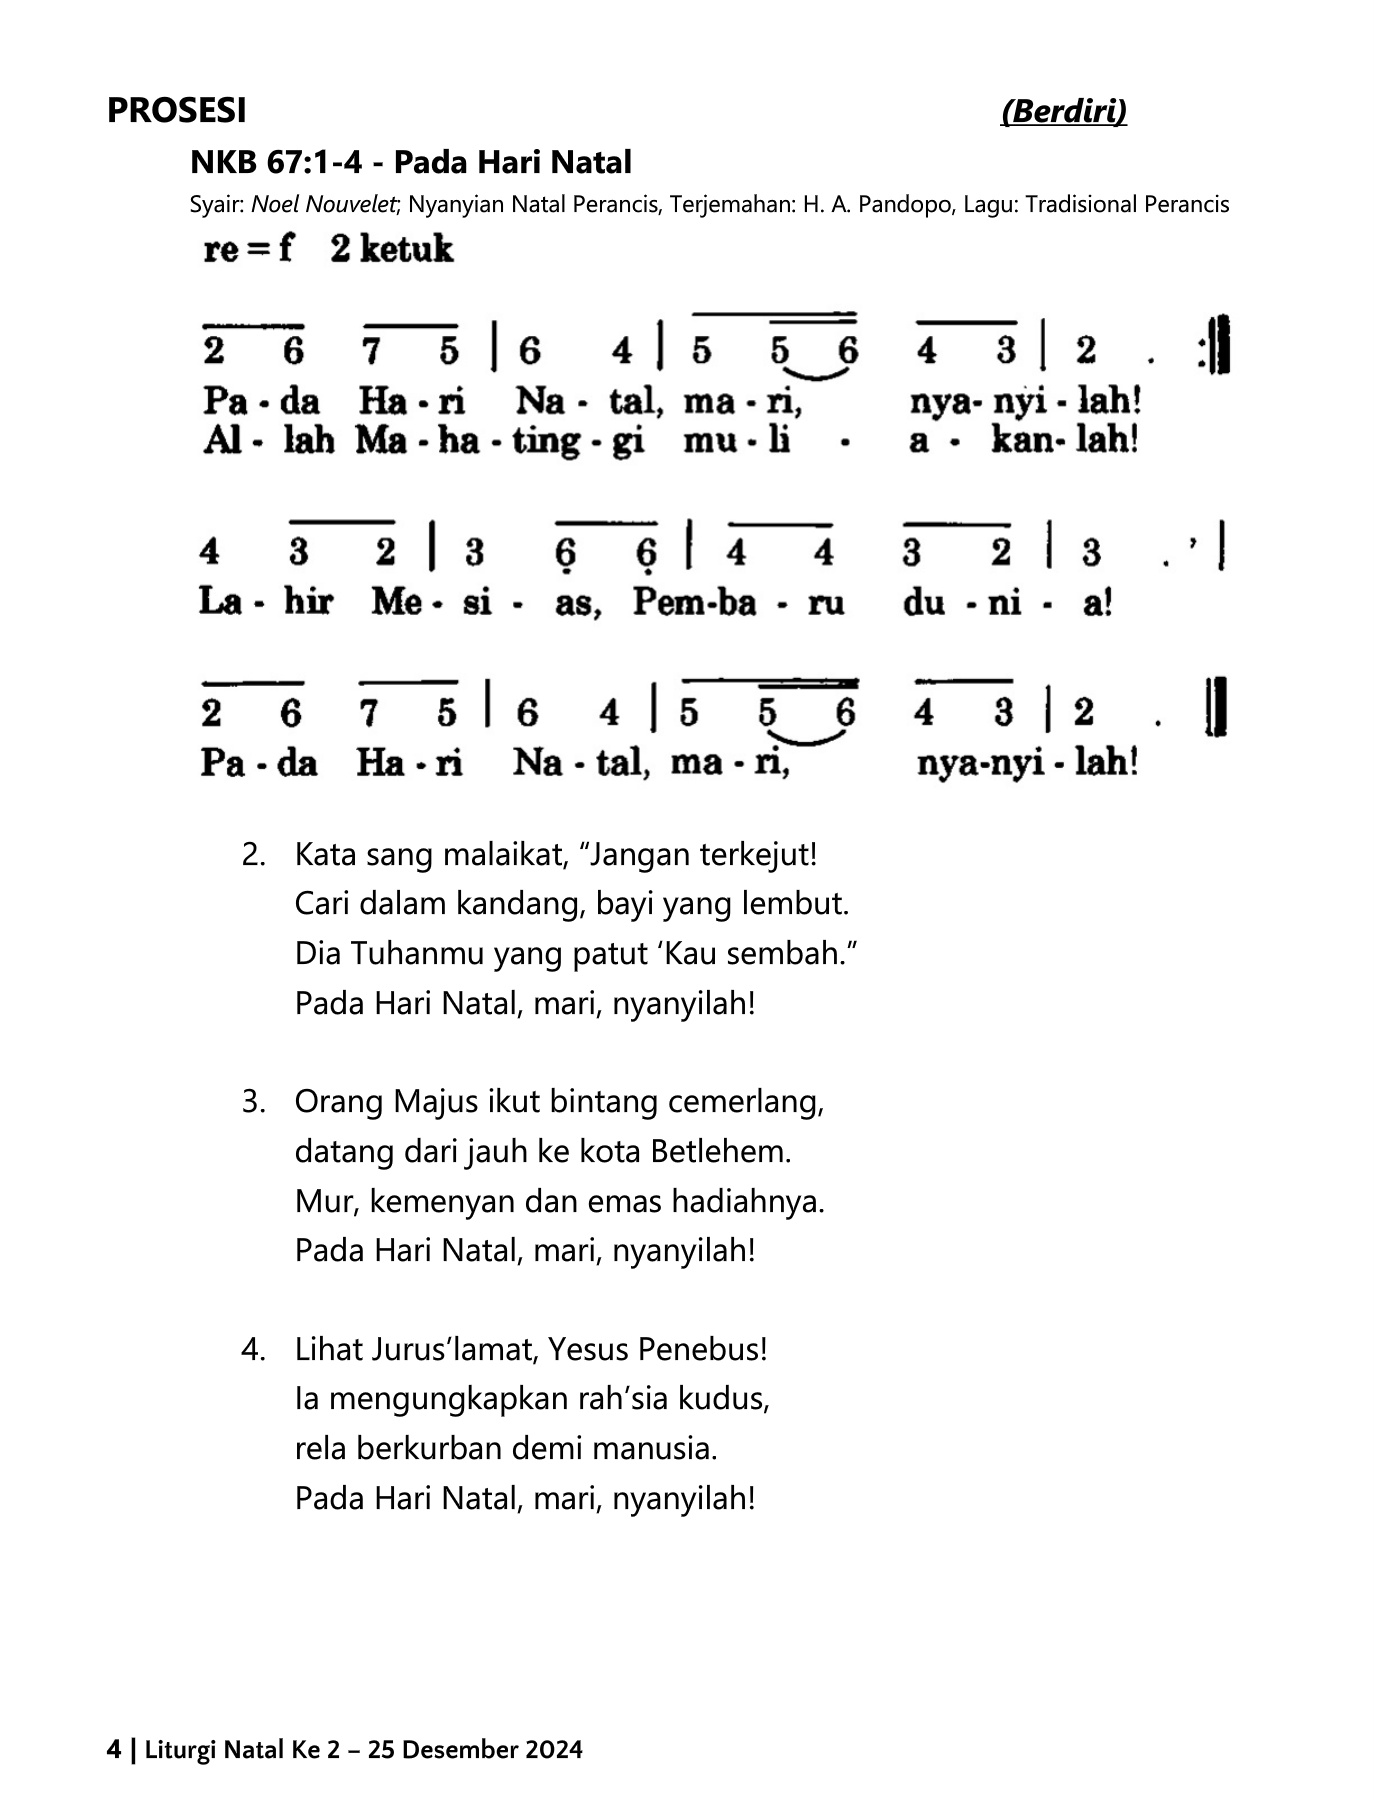 PROSESI (Berdiri)
NKB 67:1-4 - Pada Hari Natal
Syair: Noel Nouvelet; Nyanyian Natal Perancis, Terjemahan: H. A. Pandopo, Lagu: Tradisional Perancis
re = f 2 ketuk
2 6 7 5 | 6 4 | 5 5 6 4 3 | 2 . :||
Pa - da Ha - ri Na - tal, ma - ri, nya- nyi - lah!
Al - lah Ma - ha - ting - gi mu - li - a - kan- lah!
4 3 2 | 3 6̣ 6̣ | 4 4 3 2 | 3 . ’ |
La - hir Me - si - as, Pem-ba - ru du - ni - a!
2 6 7 5 | 6 4 | 5 5 6 4 3 | 2 . ||
Pa - da Ha - ri Na - tal, ma - ri, nya-nyi - lah!
2. Kata sang malaikat, “Jangan terkejut!
Cari dalam kandang, bayi yang lembut.
Dia Tuhanmu yang patut ‘Kau sembah.”
Pada Hari Natal, mari, nyanyilah!
3. Orang Majus ikut bintang cemerlang,
datang dari jauh ke kota Betlehem.
Mur, kemenyan dan emas hadiahnya.
Pada Hari Natal, mari, nyanyilah!
4. Lihat Jurus’lamat, Yesus Penebus!
Ia mengungkapkan rah’sia kudus,
rela berkurban demi manusia.
Pada Hari Natal, mari, nyanyilah!
4 | Liturgi Natal Ke 2 – 25 Desember 2024